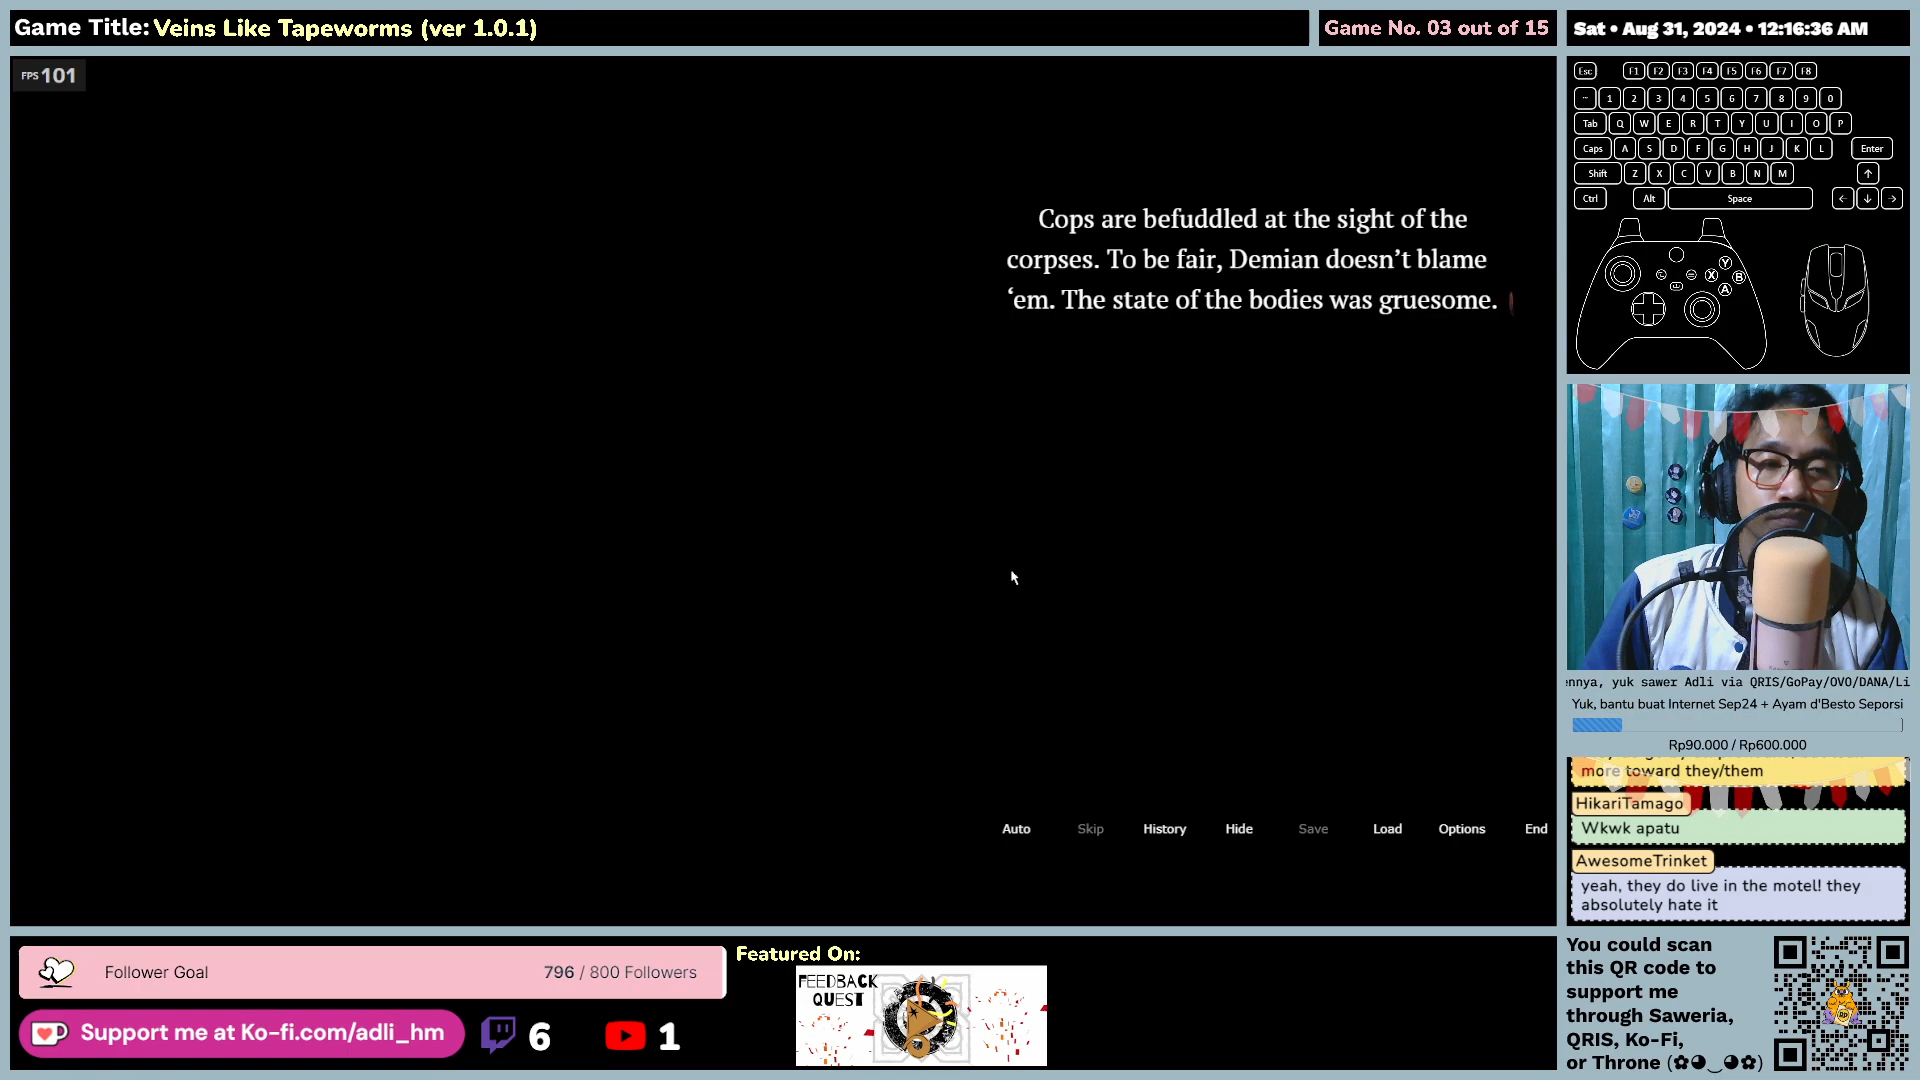 Game Title: Veins Like Tapeworms (ver 1.0.1)
Game No. 03 out of 15
Sat • Aug 31, 2024 • 12:16:36 AM
FPS 101
Cops are befuddled at the sight of the
corpses. To be fair, Demian doesn’t blame
‘em. The state of the bodies was gruesome.
Auto Skip History Hide Save Load Options End
Esc F1 F2 F3 F4 F5 F6 F7 F8
~ 1 2 3 4 5 6 7 8 9 0
Tab Q W E R T Y U I O P
Caps A S D F G H J K L Enter
Shift Z X C V B N M ↑
Ctrl Alt Space ← ↓ →
Y
X B
A
ennya, yuk sawer Adli via QRIS/GoPay/OVO/DANA/Li
Yuk, bantu buat Internet Sep24 + Ayam d'Besto Seporsi
Rp90.000 / Rp600.000
more toward they/them
HikariTamago
Wkwk apatu
AwesomeTrinket
yeah, they do live in the motel! they
absolutely hate it
Follower Goal 796 / 800 Followers
Support me at Ko-fi.com/adli_hm
6 1
Featured On:
FEEDBACK
QUEST
You could scan
this QR code to
support me
through Saweria,
QRIS, Ko-Fi,
or Throne (✿◕‿◕✿)